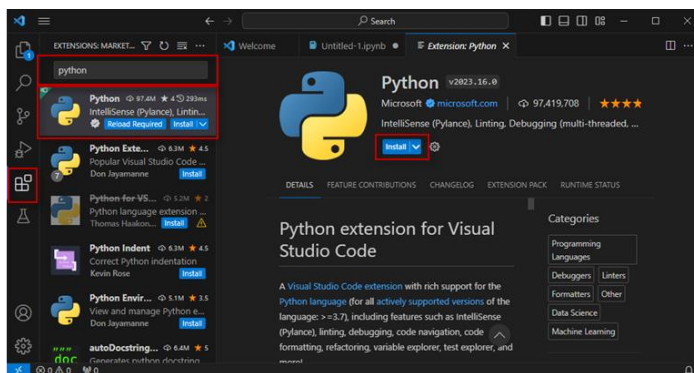 Search
EXTENSIONS: MARKET...
Welcome
Untitled-1.ipynb
Extension: Python
python
Python 97.4M ★ 4.5 293ms
IntelliSense (Pylance), Lintin...
Reload Required Install
Python Exte... 6.3M ★ 4.5
Popular Visual Studio Code ...
Don Jayamanne Install
7
Python for VS... 5.2M ★ 2
Python language extension ...
Thomas Haakon... Install
Python Indent 6.3M ★ 4.5
Correct Python indentation
Kevin Rose Install
Python Envir... 5.1M ★ 3.5
View and manage Python e...
Don Jayamanne Install
autoDocstring... 6.4M ★ 5
Generates python docstring
doc
Python v2023.16.0
Microsoft microsoft.com 97,419,708 ★★★★
IntelliSense (Pylance), Linting, Debugging (multi-threaded, ...
Install
DETAILS FEATURE CONTRIBUTIONS CHANGELOG EXTENSION PACK RUNTIME STATUS
Python extension for Visual
Studio Code
A Visual Studio Code extension with rich support for the
Python language (for all actively supported versions of the
language: >=3.7), including features such as IntelliSense
(Pylance), linting, debugging, code navigation, code
formatting, refactoring, variable explorer, test explorer, and
more!
Categories
Programming
Languages
Debuggers Linters
Formatters Other
Data Science
Machine Learning
1
0 0 0